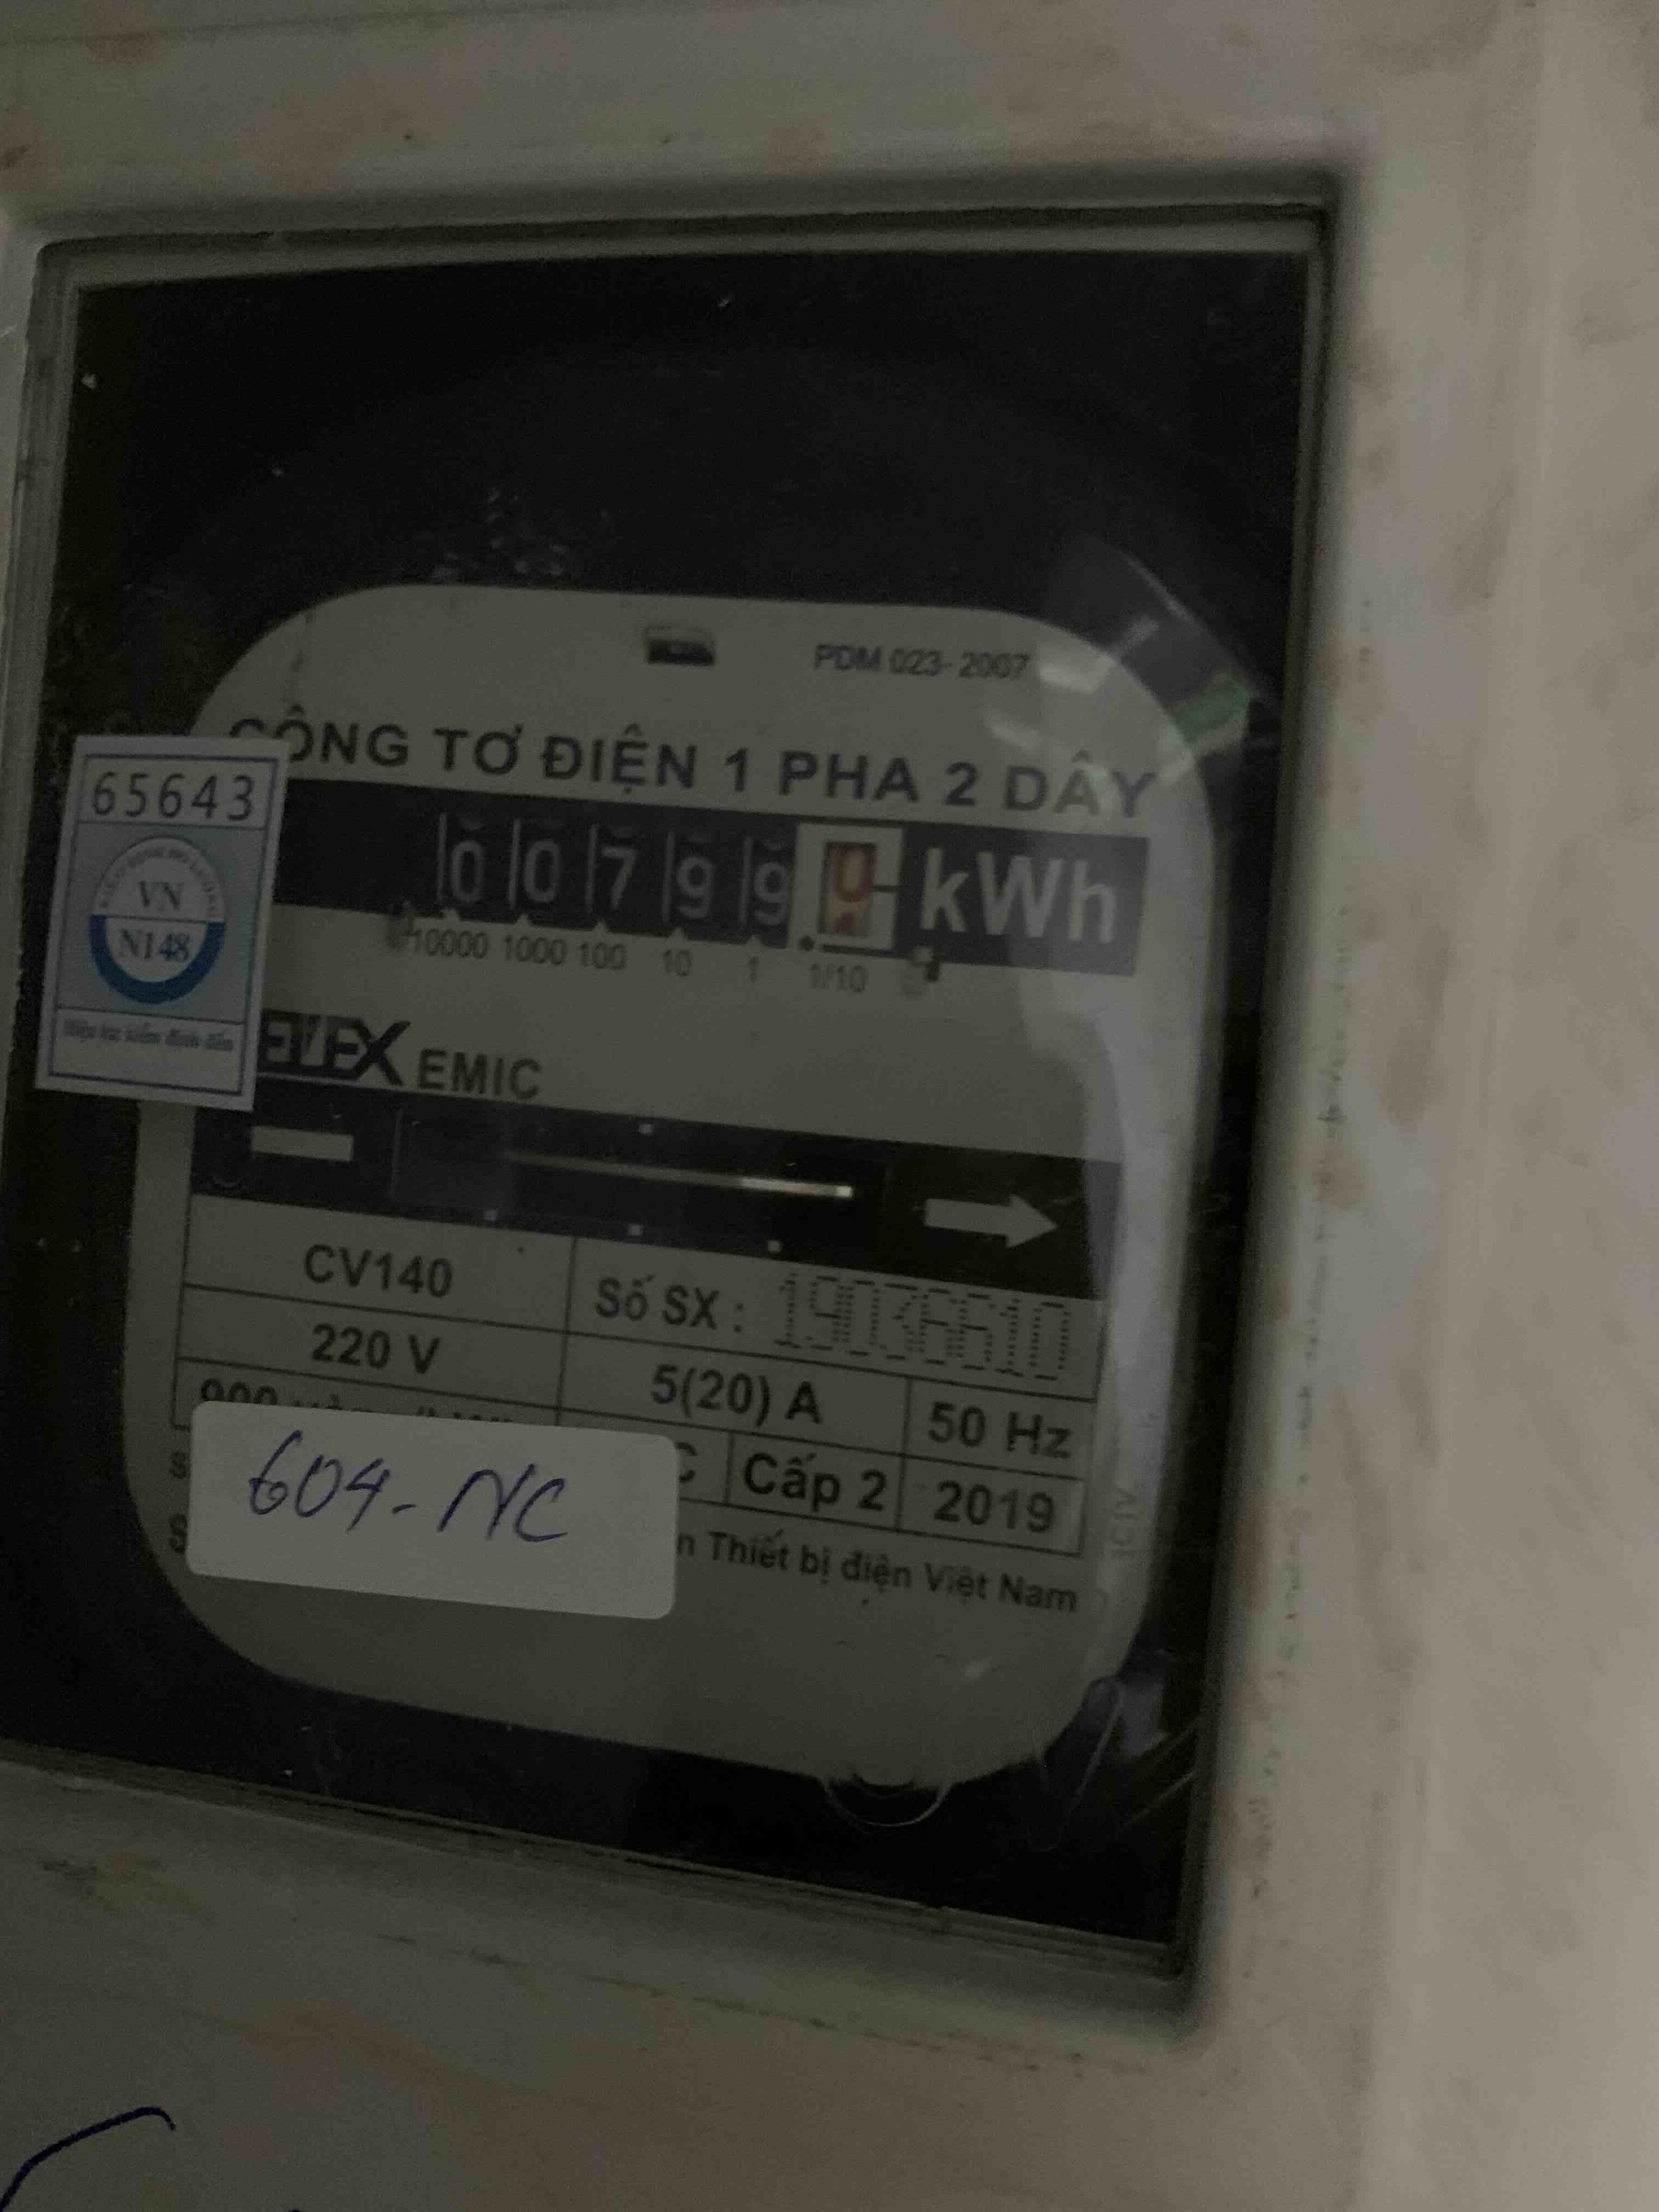 PDM 023-2007
CÔNG TƠ ĐIỆN 1 PHA 2 DÂY
65643
VN
N148
0 0 7 9 9 0 kWh
10000 1000 100 10 1 1/10
EMIC
CV140
Số SX : 19036610
220 V
5(20) A
50 Hz
900
C
Cấp 2
2019
604-NC
Thiết bị điện Việt Nam